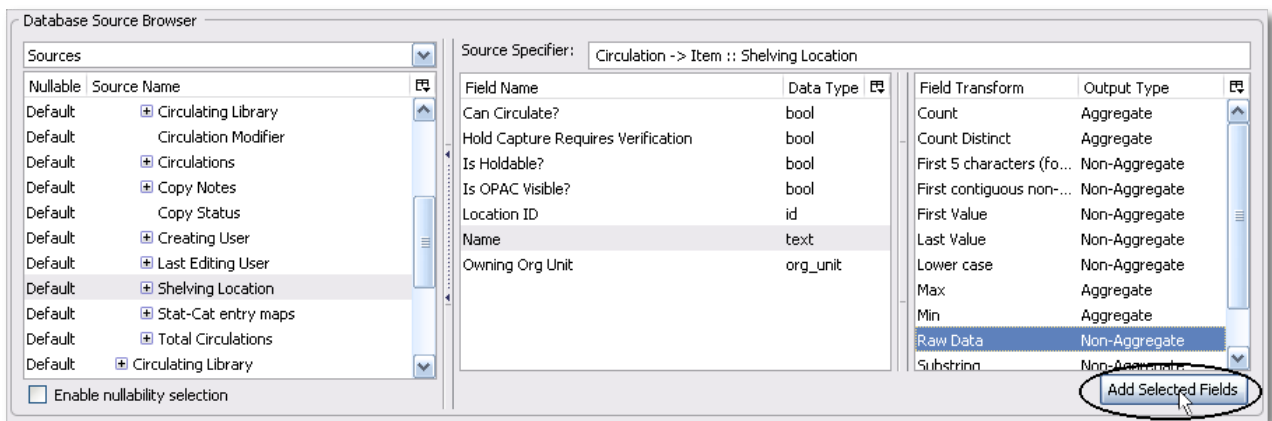 Database Source Browser
Sources
Source Specifier: Circulation -> Item :: Shelving Location
Nullable Source Name
Default Circulating Library
Default Circulation Modifier
Default Circulations
Default Copy Notes
Default Copy Status
Default Creating User
Default Last Editing User
Default Shelving Location
Default Stat-Cat entry maps
Default Total Circulations
Default Circulating Library
Enable nullability selection
Field Name Data Type
Can Circulate? bool
Hold Capture Requires Verification bool
Is Holdable? bool
Is OPAC Visible? bool
Location ID id
Name text
Owning Org Unit org_unit
Field Transform Output Type
Count Aggregate
Count Distinct Aggregate
First 5 characters (fo... Non-Aggregate
First contiguous non-... Non-Aggregate
First Value Non-Aggregate
Last Value Non-Aggregate
Lower case Non-Aggregate
Max Aggregate
Min Aggregate
Raw Data Non-Aggregate
Substring Non-Aggregate
Add Selected Fields